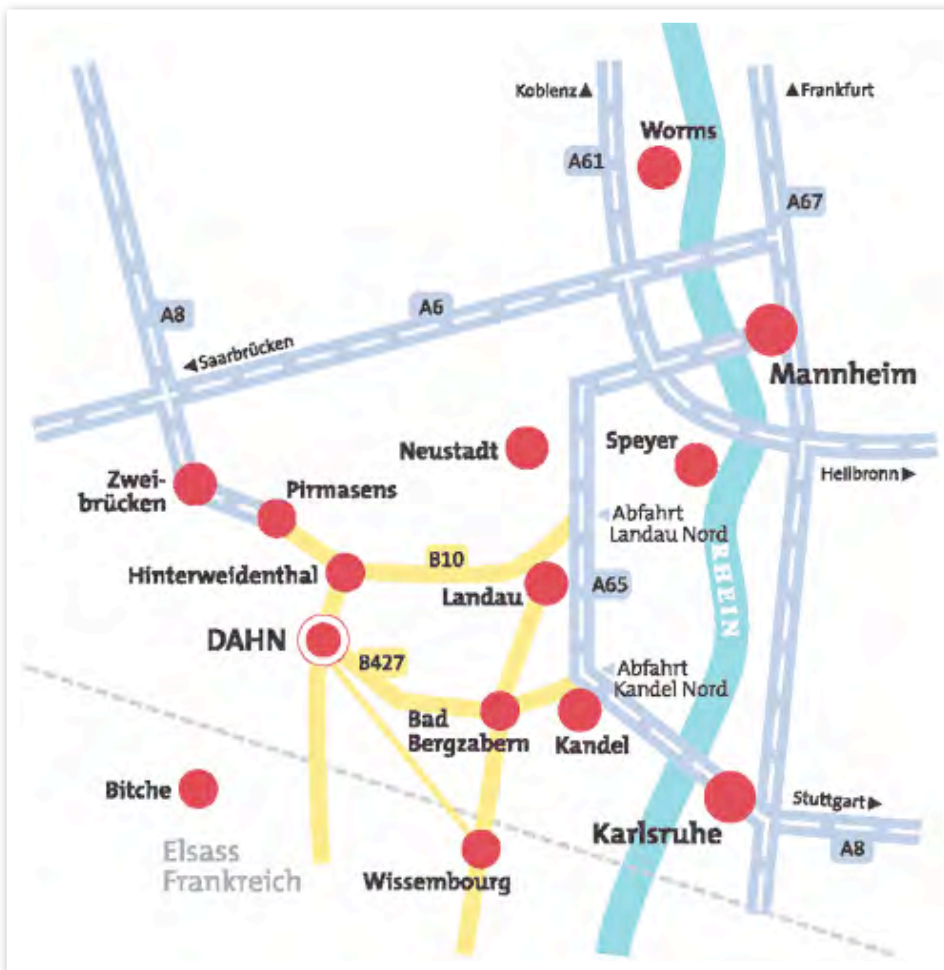 Koblenz▲
▲Frankfurt
Worms
A61
A67
A8
A6
◄Saarbrücken
Mannheim
Neustadt
Speyer
Heilbronn►
Zwei-
brücken
Pirmasens
◄Abfahrt
Landau Nord
B10
Hinterweidenthal
Landau
A65
RHEIN
DAHN
B427
◄Abfahrt
Kandel Nord
Bad
Bergzabern
Kandel
Bitche
Karlsruhe
Stuttgart►
A8
Elsass
Frankreich
Wissembourg